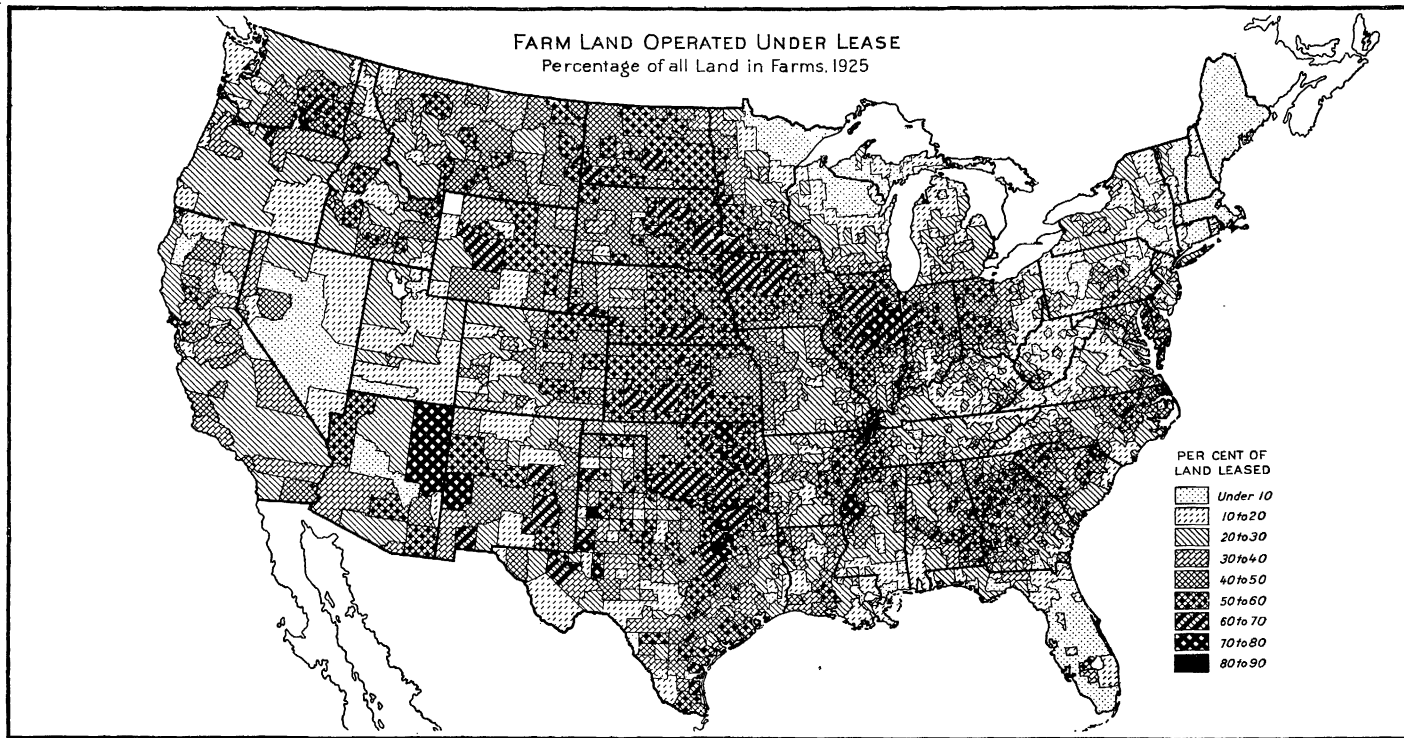 FARM LAND OPERATED UNDER LEASE
Percentage of all Land in Farms, 1925
PER CENT OF
LAND LEASED
Under 10
10 to 20
20 to 30
30 to 40
40 to 50
50 to 60
60 to 70
70 to 80
80 to 90